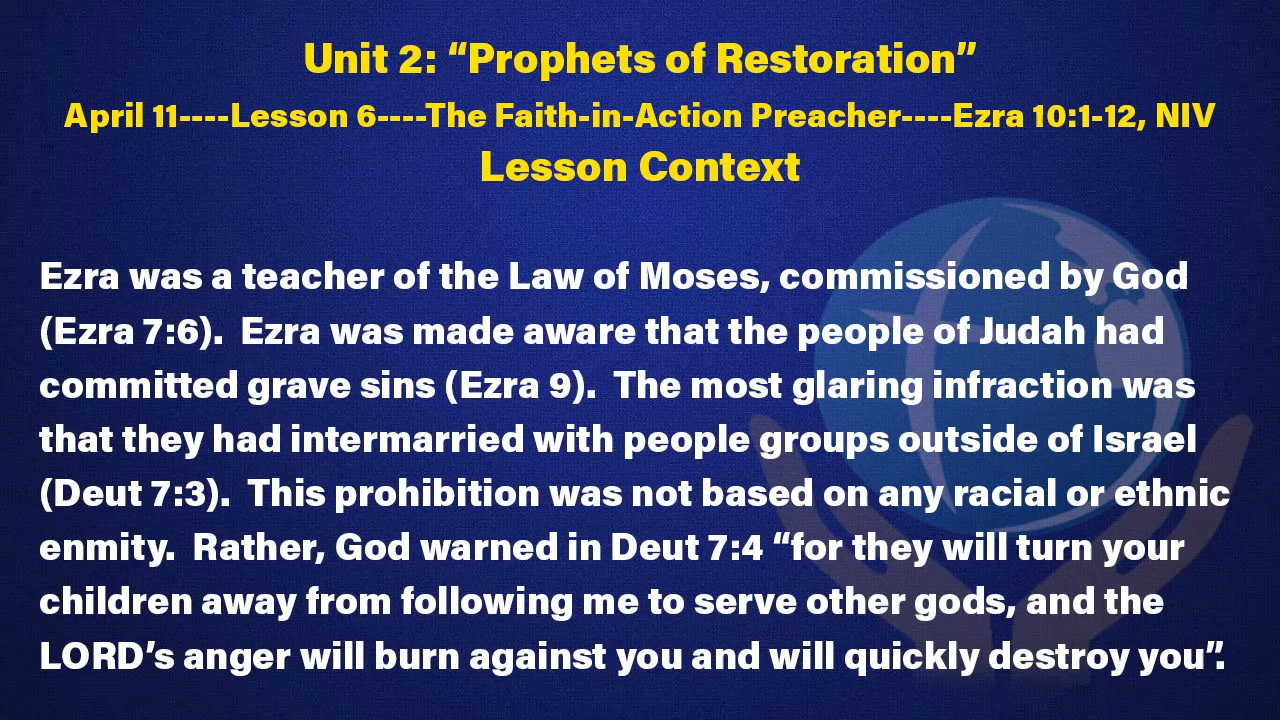 Unit 2: “Prophets of Restoration”
April 11----Lesson 6----The Faith-in-Action Preacher----Ezra 10:1-12, NIV
Lesson Context
Ezra was a teacher of the Law of Moses, commissioned by God
(Ezra 7:6).  Ezra was made aware that the people of Judah had
committed grave sins (Ezra 9).  The most glaring infraction was
that they had intermarried with people groups outside of Israel
(Deut 7:3).  This prohibition was not based on any racial or ethnic
enmity.  Rather, God warned in Deut 7:4 “for they will turn your
children away from following me to serve other gods, and the
LORD’s anger will burn against you and will quickly destroy you”.